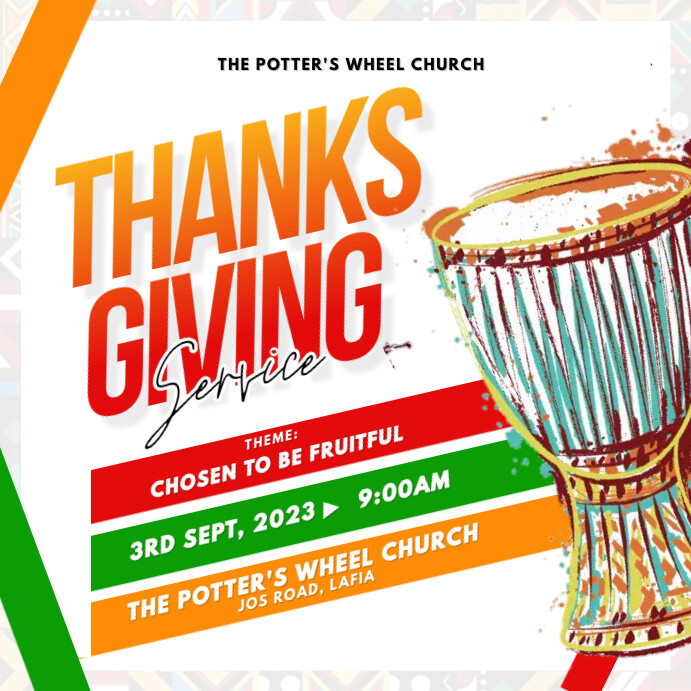 THE POTTER'S WHEEL CHURCH
THANKS
GIVING
Service
THEME:
CHOSEN TO BE FRUITFUL
3RD SEPT, 2023 ▶ 9:00AM
THE POTTER'S WHEEL CHURCH
JOS ROAD, LAFIA